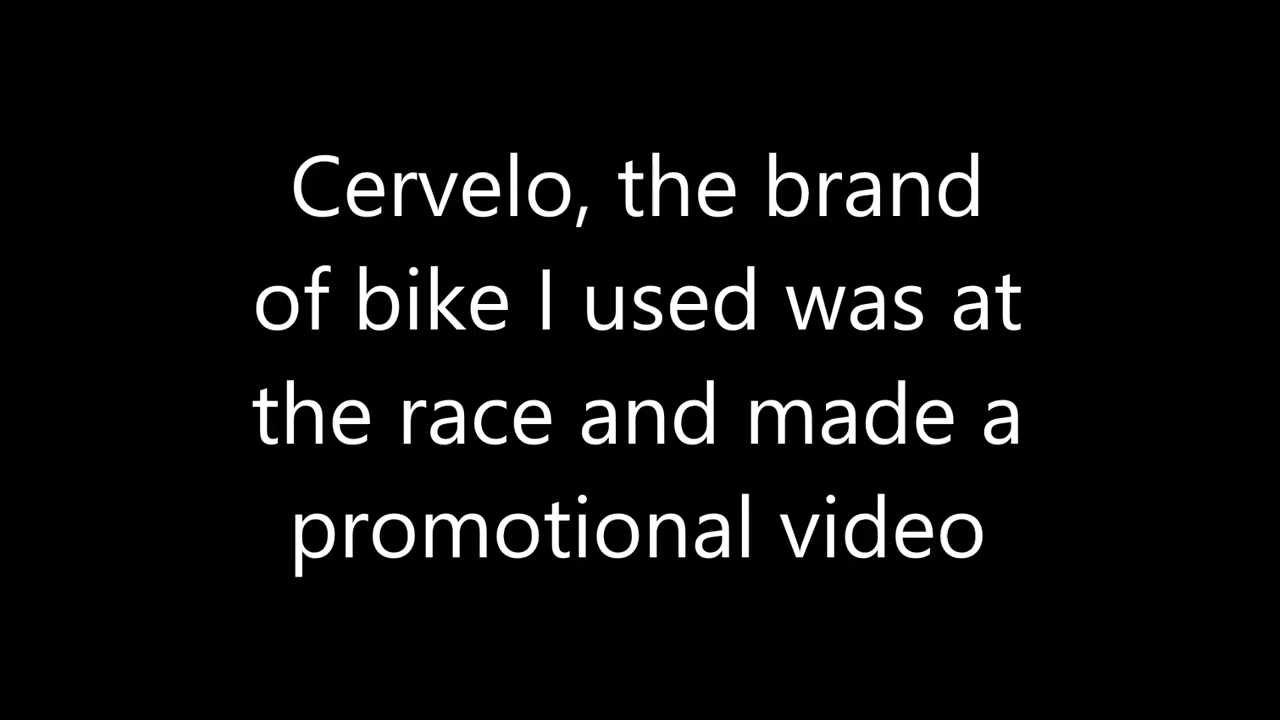 Cervelo, the brand
of bike I used was at
the race and made a
promotional video